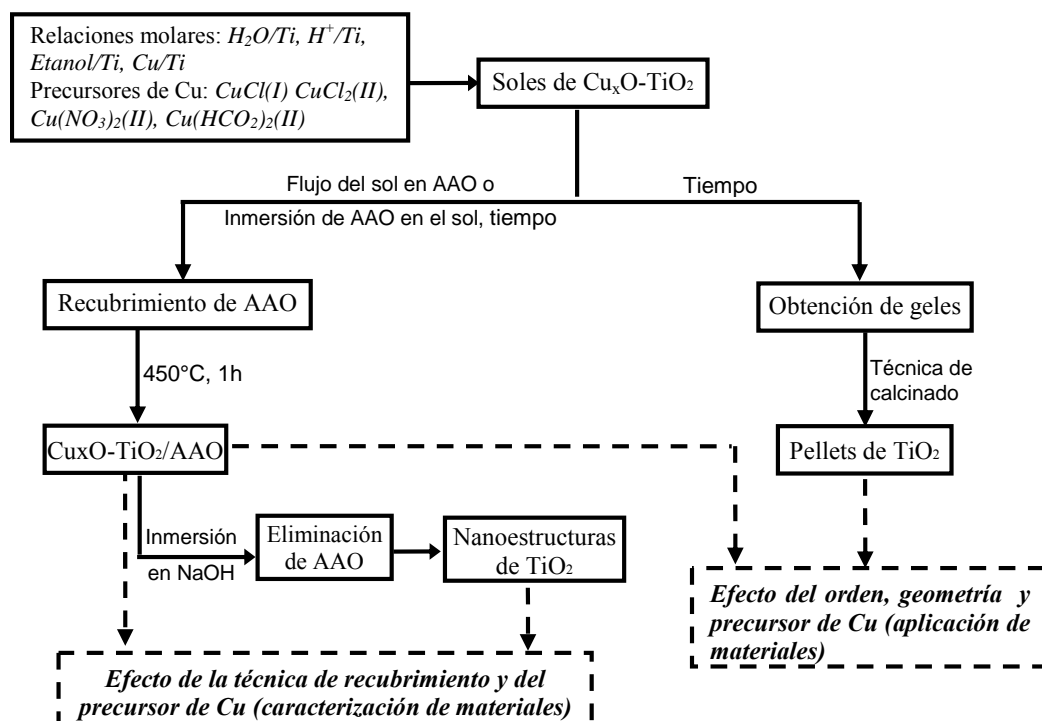 Relaciones molares: H₂O/Ti, H⁺/Ti,
Etanol/Ti, Cu/Ti
Precursores de Cu: CuCl(I) CuCl₂(II),
Cu(NO₃)₂(II), Cu(HCO₂)₂(II)
Soles de CuₓO-TiO₂
Flujo del sol en AAO o
Inmersión de AAO en el sol, tiempo
Tiempo
Recubrimiento de AAO
Obtención de geles
450°C, 1h
Técnica de
calcinado
CuxO-TiO₂/AAO
Pellets de TiO₂
Inmersión
en NaOH
Eliminación
de AAO
Nanoestructuras
de TiO₂
Efecto del orden, geometría y
precursor de Cu (aplicación de
materiales)
Efecto de la técnica de recubrimiento y del
precursor de Cu (caracterización de materiales)